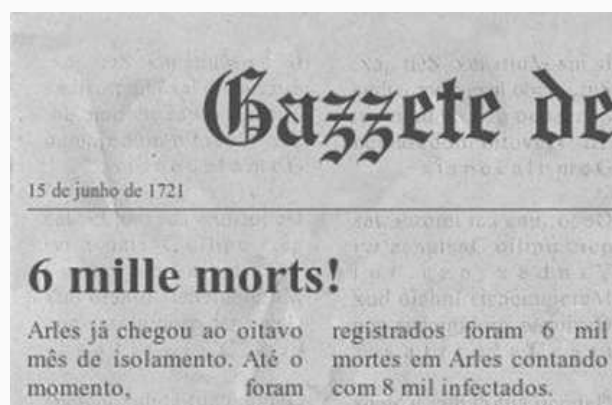 Gazzete de
15 de junho de 1721
6 mille morts!
Arles já chegou ao oitavo
mês de isolamento. Até o
momento, foram
registrados foram 6 mil
mortes em Arles contando
com 8 mil infectados.